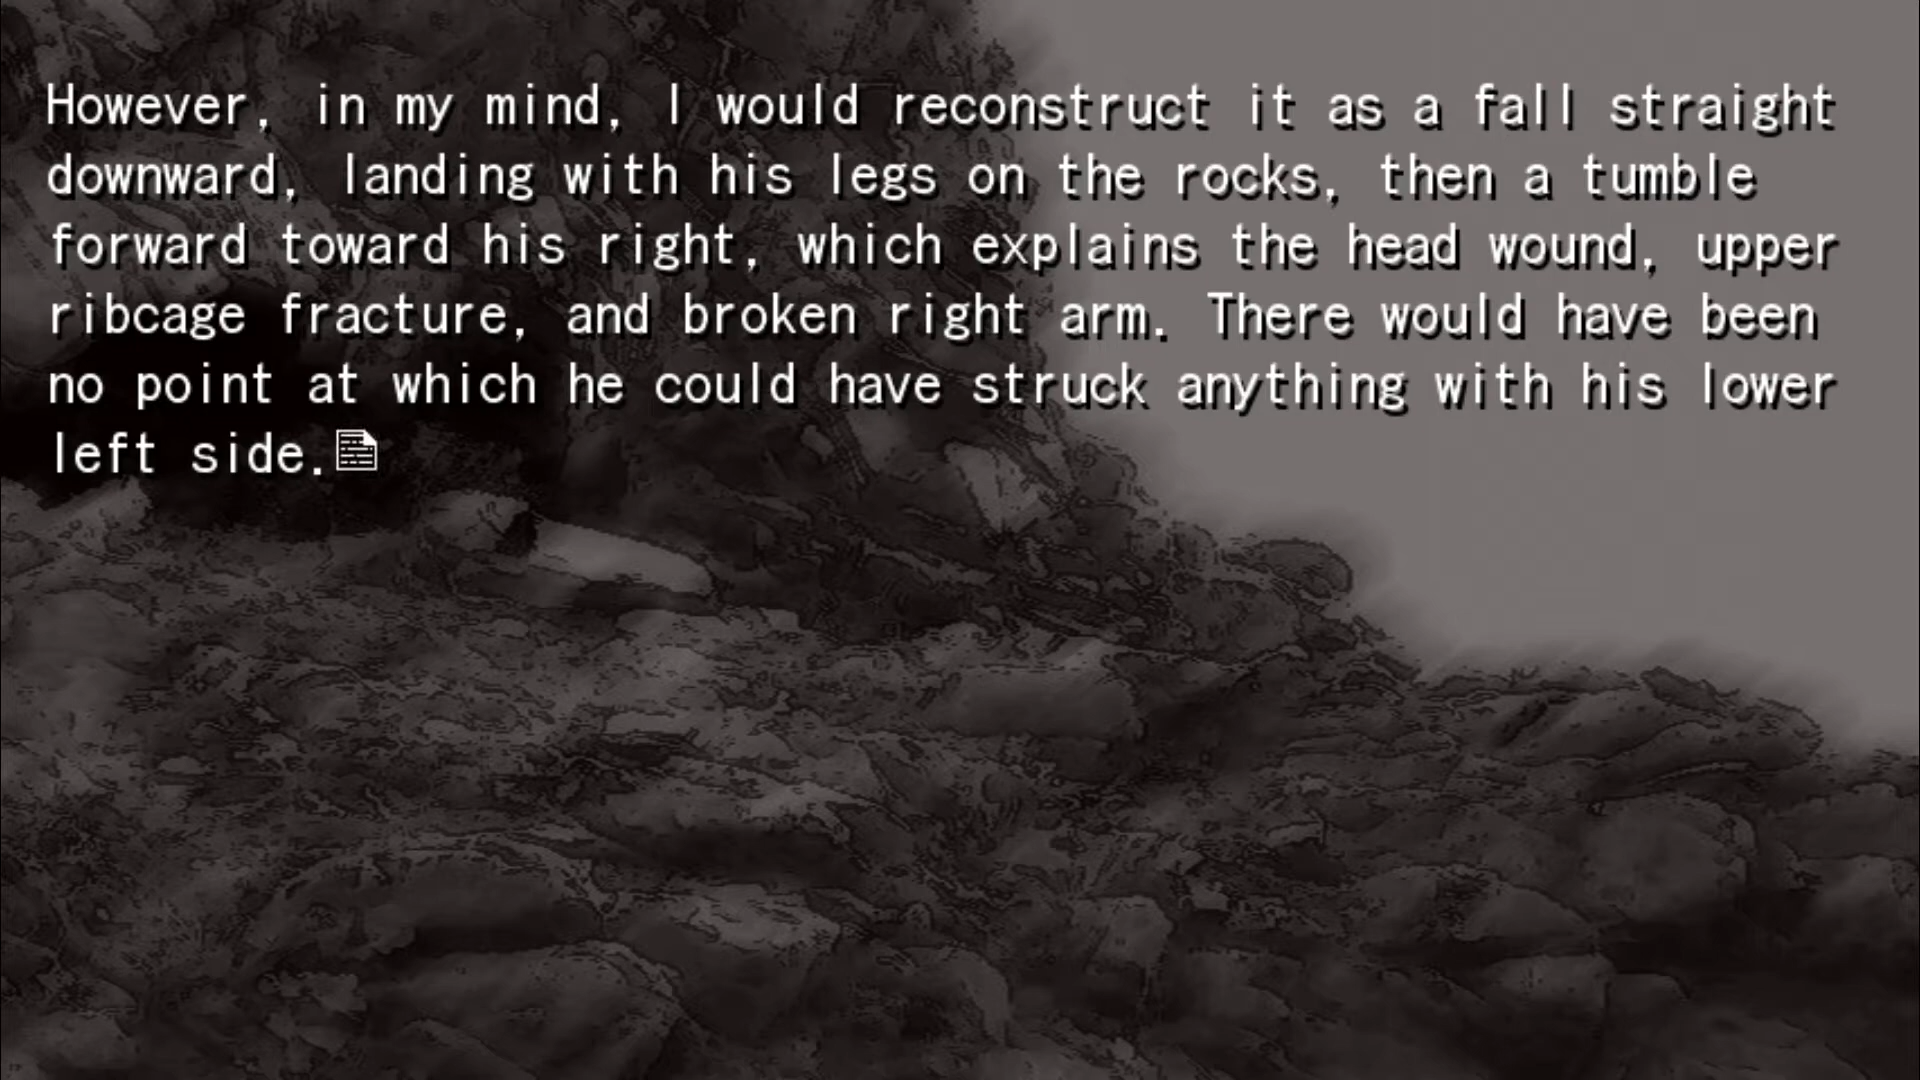 However, in my mind, I would reconstruct it as a fall straight
downward, landing with his legs on the rocks, then a tumble
forward toward his right, which explains the head wound, upper
ribcage fracture, and broken right arm. There would have been
no point at which he could have struck anything with his lower
left side.